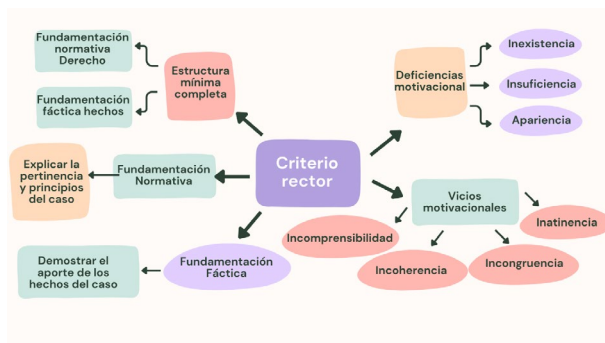 Fundamentación
normativa
Derecho
Fundamentación
fáctica hechos
Estructura
mínima
completa
Deficiencias
motivacional
Inexistencia
Insuficiencia
Apariencia
Criterio
rector
Explicar la
pertinencia
y principios
del caso
Fundamentación
Normativa
Vicios
motivacionales
Inatinencia
Incomprensibilidad
Incoherencia
Incongruencia
Demostrar el
aporte de los
hechos del caso
Fundamentación
Fáctica